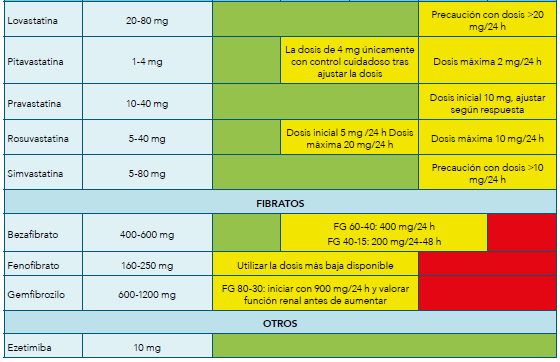 Lovastatina 20-80 mg Precaución con dosis >20
mg/24 h
Pitavastatina 1-4 mg La dosis de 4 mg únicamente
con control cuidadoso tras
ajustar la dosis Dosis máxima 2 mg/24 h
Pravastatina 10-40 mg Dosis inicial 10 mg, ajustar
según respuesta
Rosuvastatina 5-40 mg Dosis inicial 5 mg /24 h Dosis
máxima 20 mg/24 h Dosis máxima 10 mg/24 h
Simvastatina 5-80 mg Precaución con dosis >10
mg/24 h
FIBRATOS
Bezafibrato 400-600 mg FG 60-40: 400 mg/24 h
FG 40-15: 200 mg/24-48 h
Fenofibrato 160-250 mg Utilizar la dosis más baja disponible
Gemfibrozilo 600-1200 mg FG 80-30: iniciar con 900 mg/24 h y valorar
función renal antes de aumentar
OTROS
Ezetimiba 10 mg